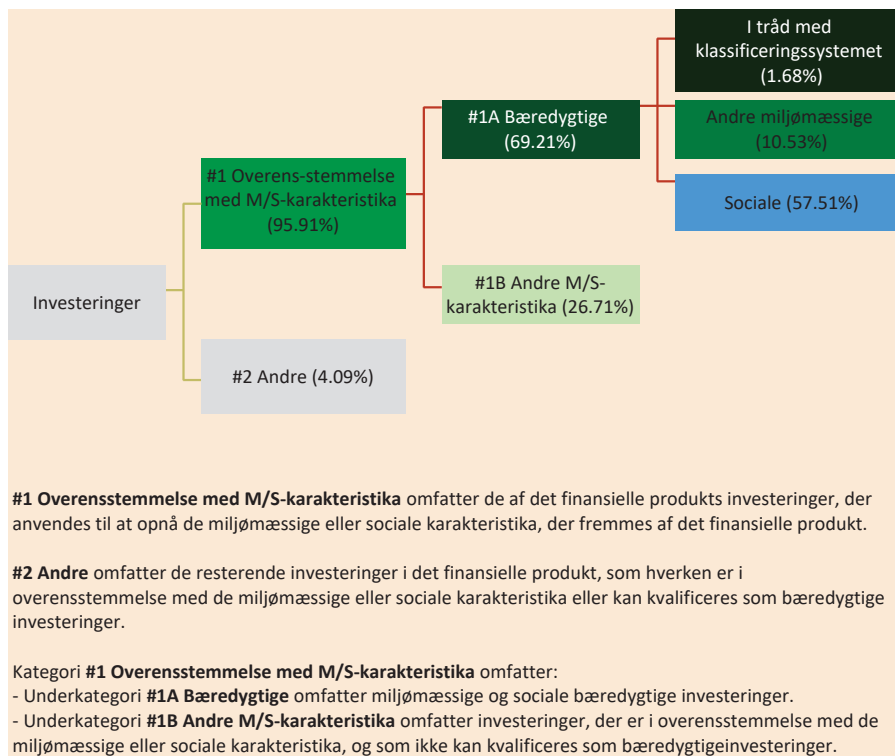 I tråd med
klassificeringssystemet
(1.68%)
#1A Bæredygtige
(69.21%)
Andre miljømæssige
(10.53%)
#1 Overens-stemmelse
med M/S-karakteristika
(95.91%)
Sociale (57.51%)
Investeringer
#1B Andre M/S-
karakteristika (26.71%)
#2 Andre (4.09%)
#1 Overensstemmelse med M/S-karakteristika omfatter de af det finansielle produkts investeringer, der
anvendes til at opnå de miljømæssige eller sociale karakteristika, der fremmes af det finansielle produkt.
#2 Andre omfatter de resterende investeringer i det finansielle produkt, som hverken er i
overensstemmelse med de miljømæssige eller sociale karakteristika eller kan kvalificeres som bæredygtige
investeringer.
Kategori #1 Overensstemmelse med M/S-karakteristika omfatter:
- Underkategori #1A Bæredygtige omfatter miljømæssige og sociale bæredygtige investeringer.
- Underkategori #1B Andre M/S-karakteristika omfatter investeringer, der er i overensstemmelse med de
miljømæssige eller sociale karakteristika, og som ikke kan kvalificeres som bæredygtigeinvesteringer.